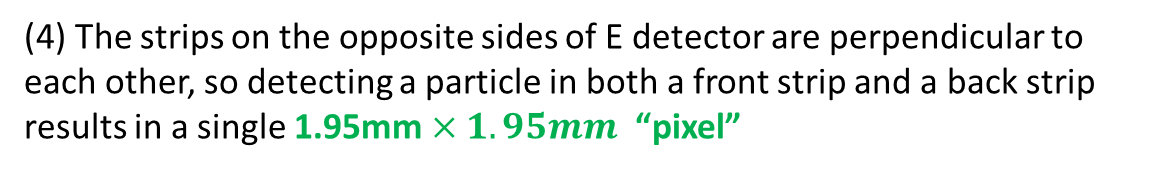 (4) The strips on the opposite sides of E detector are perpendicular to
each other, so detecting a particle in both a front strip and a back strip
results in a single 1.95mm × 1.95mm “pixel”